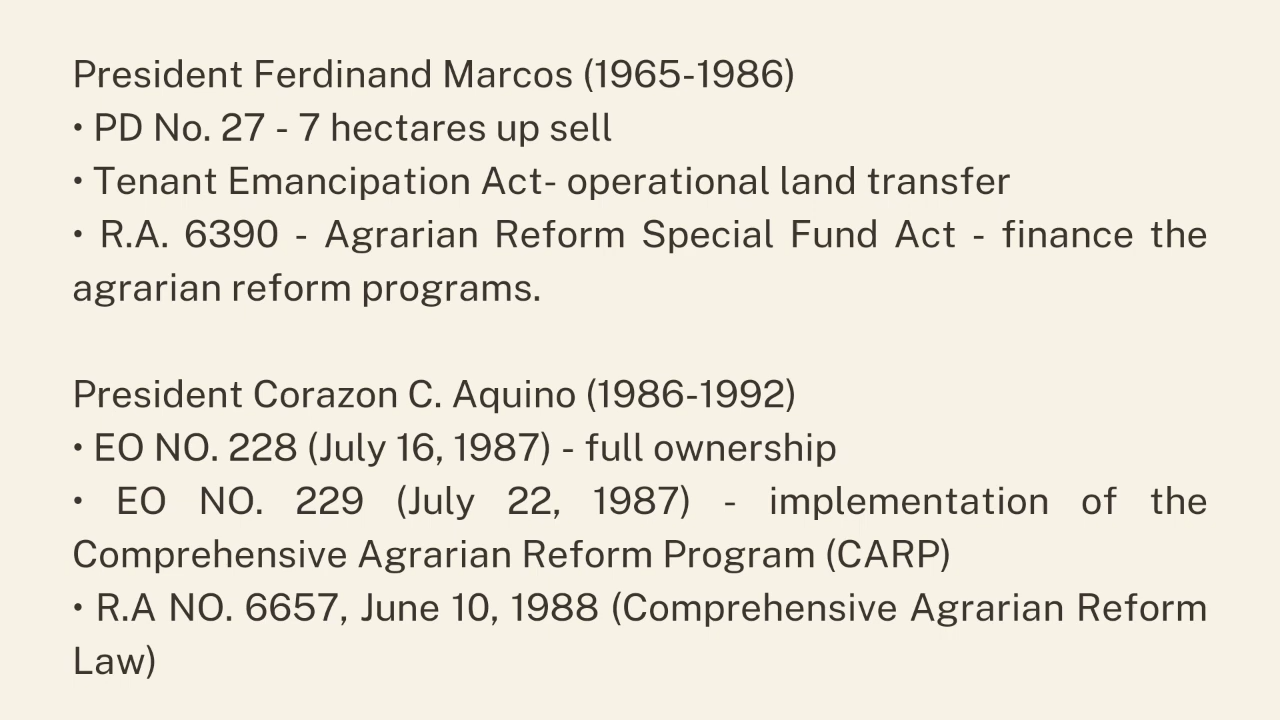 President Ferdinand Marcos (1965-1986)
• PD No. 27 - 7 hectares up sell
• Tenant Emancipation Act- operational land transfer
• R.A. 6390 - Agrarian Reform Special Fund Act - finance the
agrarian reform programs.
President Corazon C. Aquino (1986-1992)
• EO NO. 228 (July 16, 1987) - full ownership
• EO NO. 229 (July 22, 1987) - implementation of the
Comprehensive Agrarian Reform Program (CARP)
• R.A NO. 6657, June 10, 1988 (Comprehensive Agrarian Reform
Law)